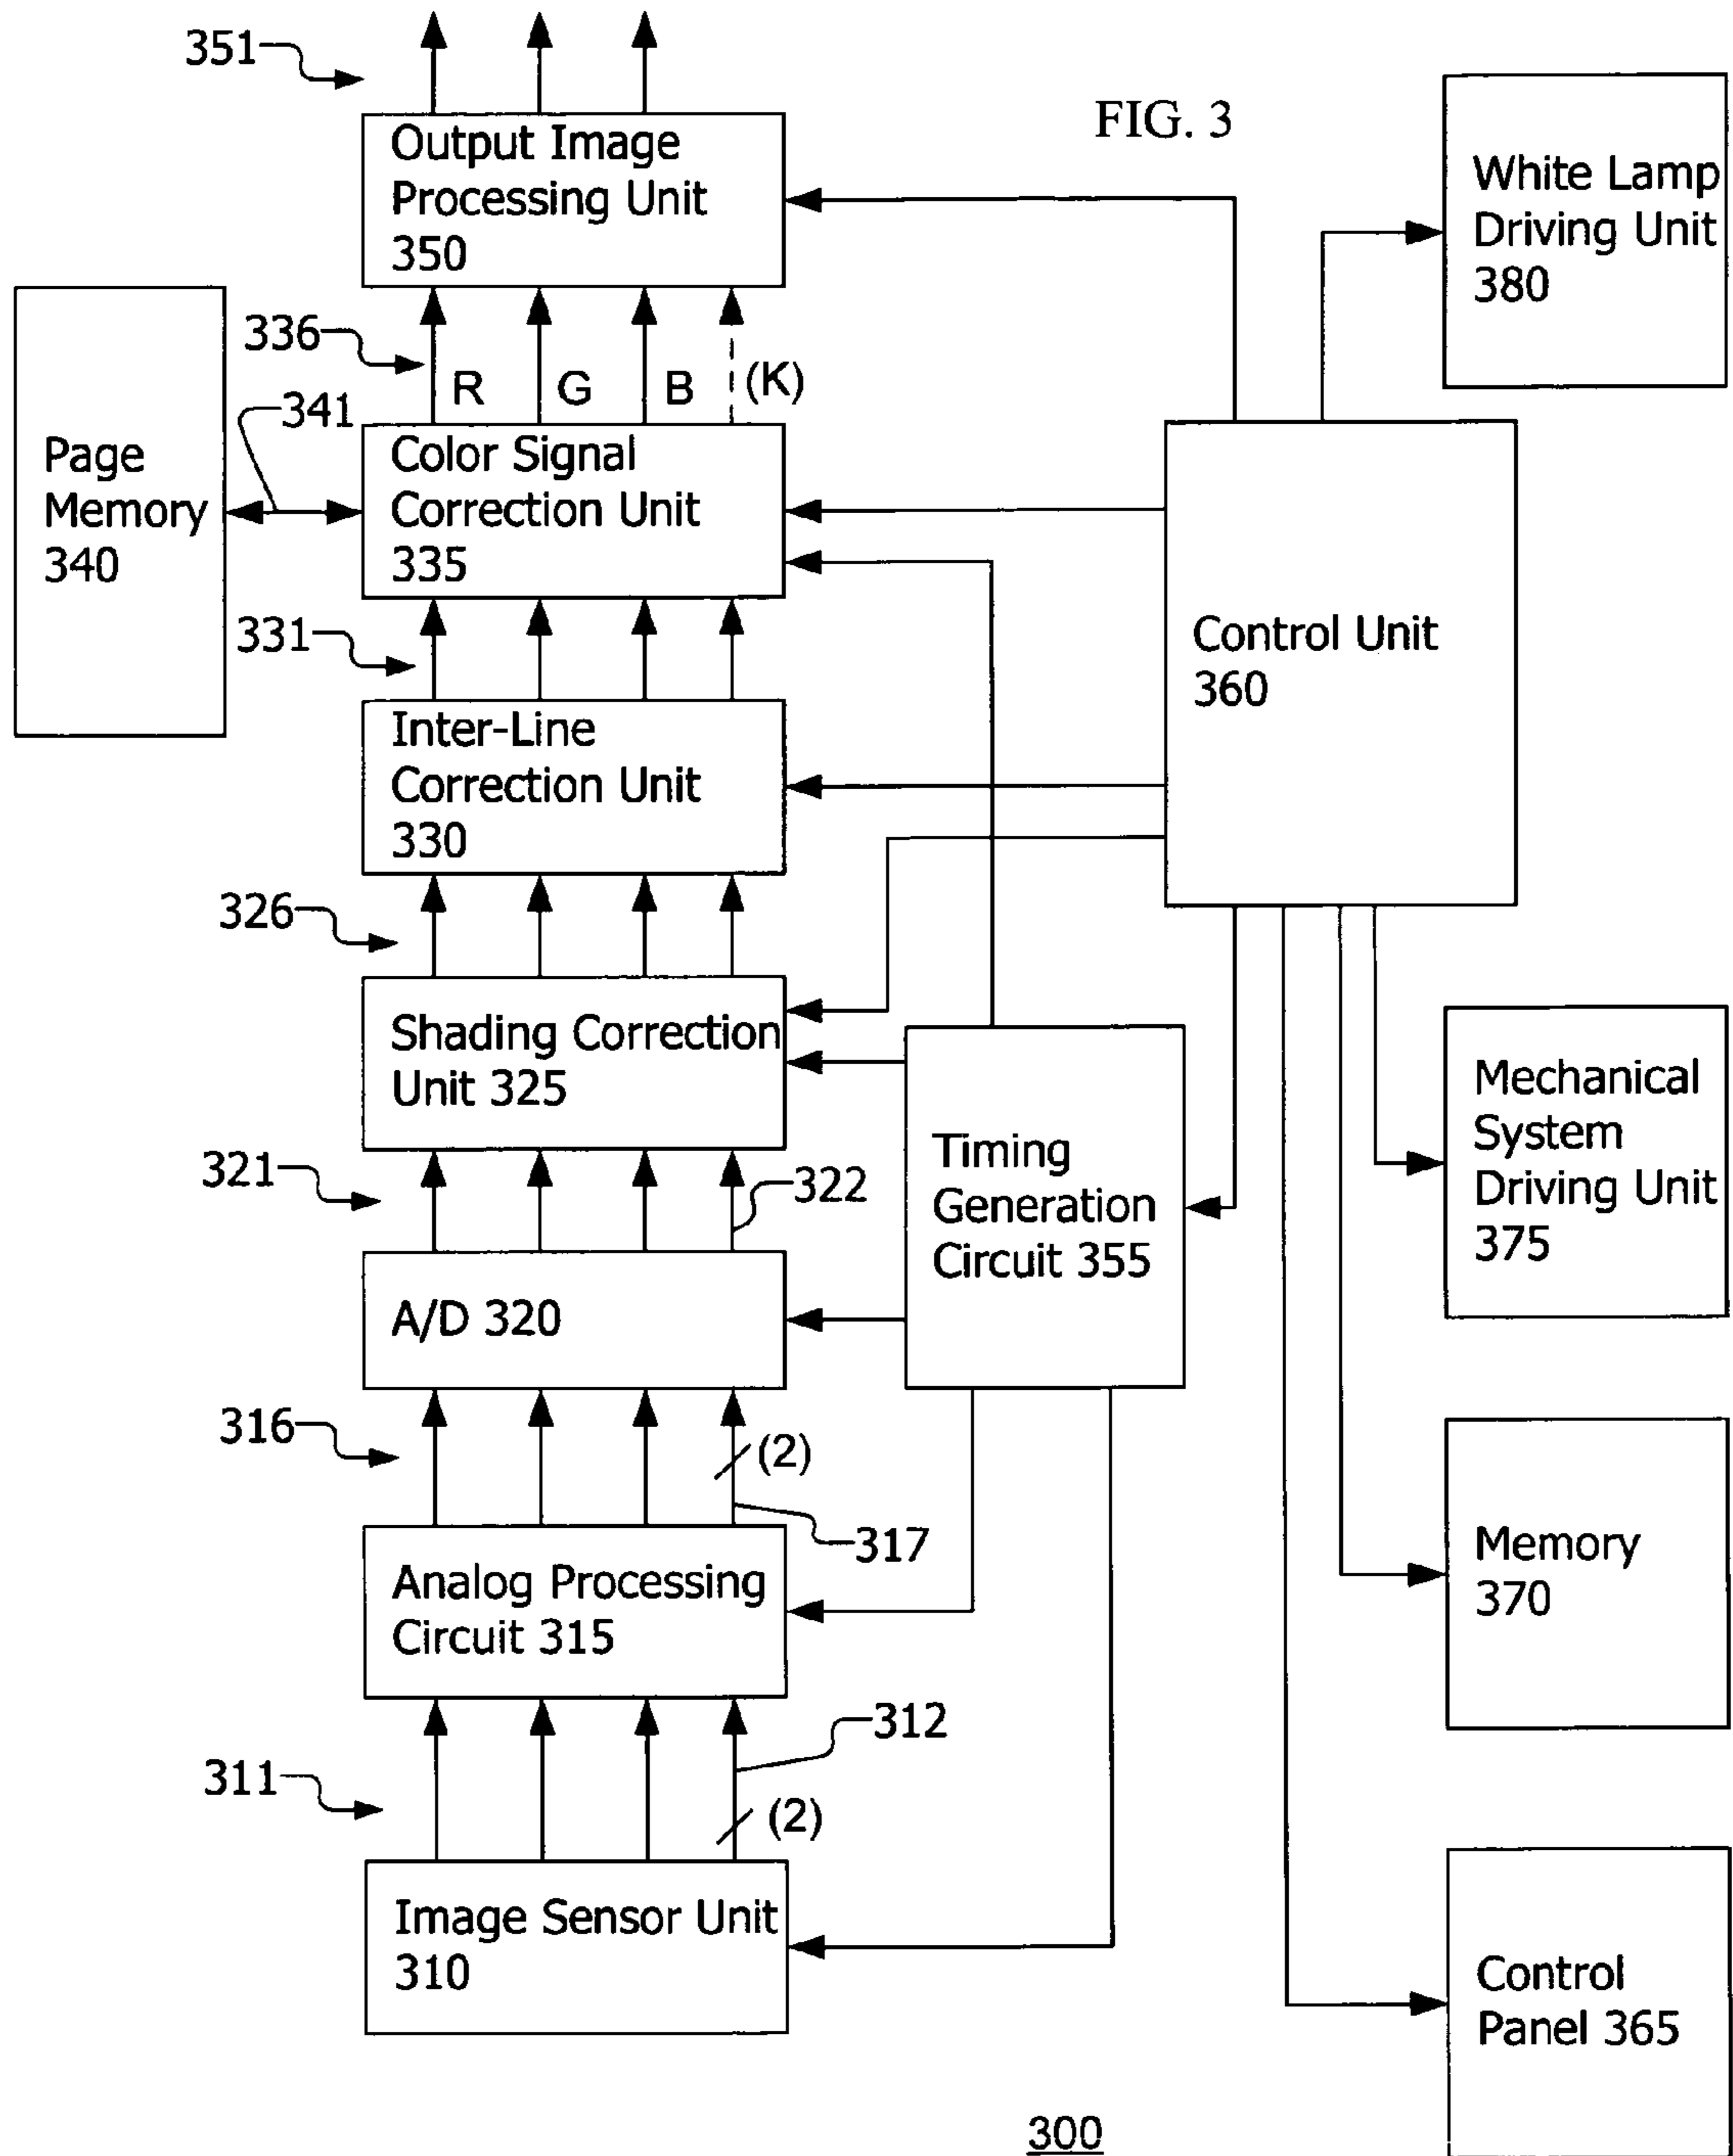 351
FIG. 3
Output Image
Processing Unit
350
White Lamp
Driving Unit
380
336
R
G
B
(K)
341
Page
Memory
340
Color Signal
Correction Unit
335
Control Unit
360
331
Inter-Line
Correction Unit
330
326
Shading Correction
Unit 325
Mechanical
System
Driving Unit
375
Timing
Generation
Circuit 355
321
322
A/D 320
316
(2)
317
Memory
370
Analog Processing
Circuit 315
312
311
(2)
Image Sensor Unit
310
Control
Panel 365
300